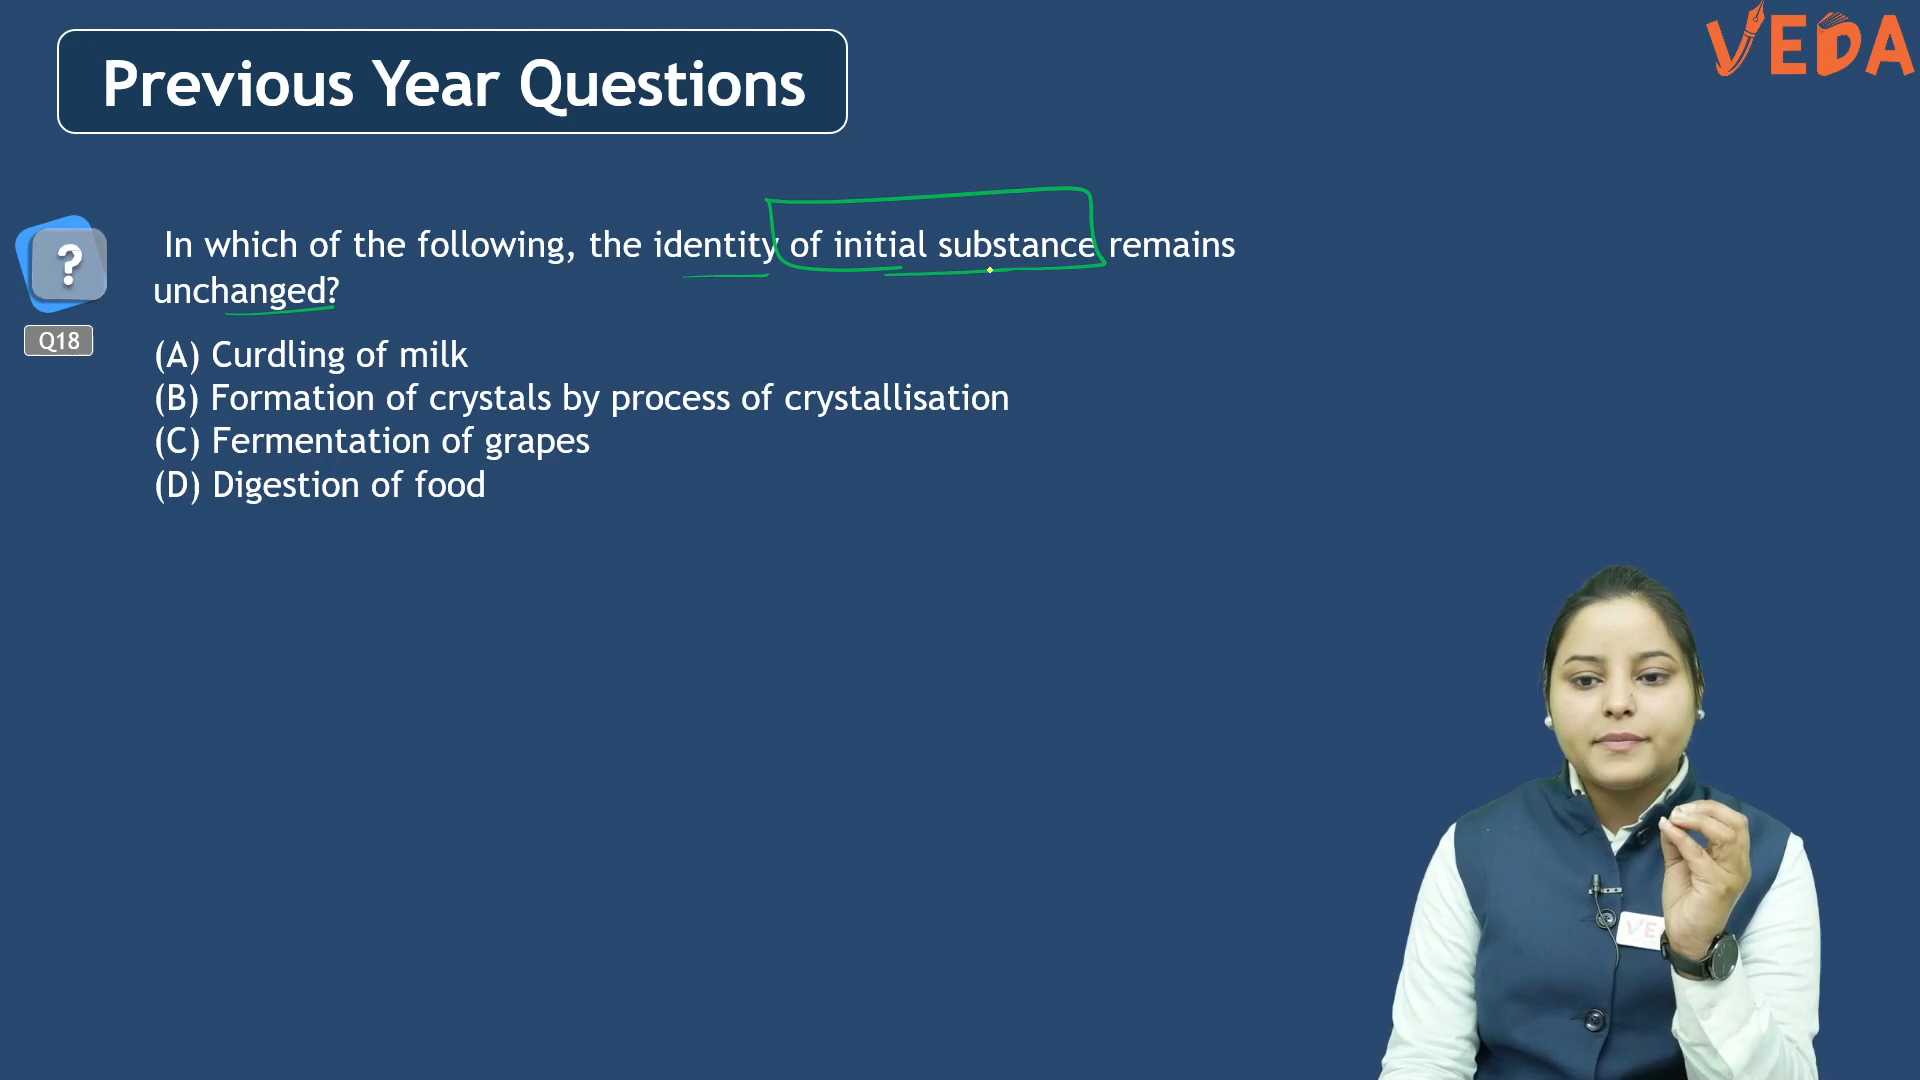 VEDA
Previous Year Questions
In which of the following, the identity of initial substance remains
unchanged?
Q18
(A) Curdling of milk
(B) Formation of crystals by process of crystallisation
(C) Fermentation of grapes
(D) Digestion of food
VE